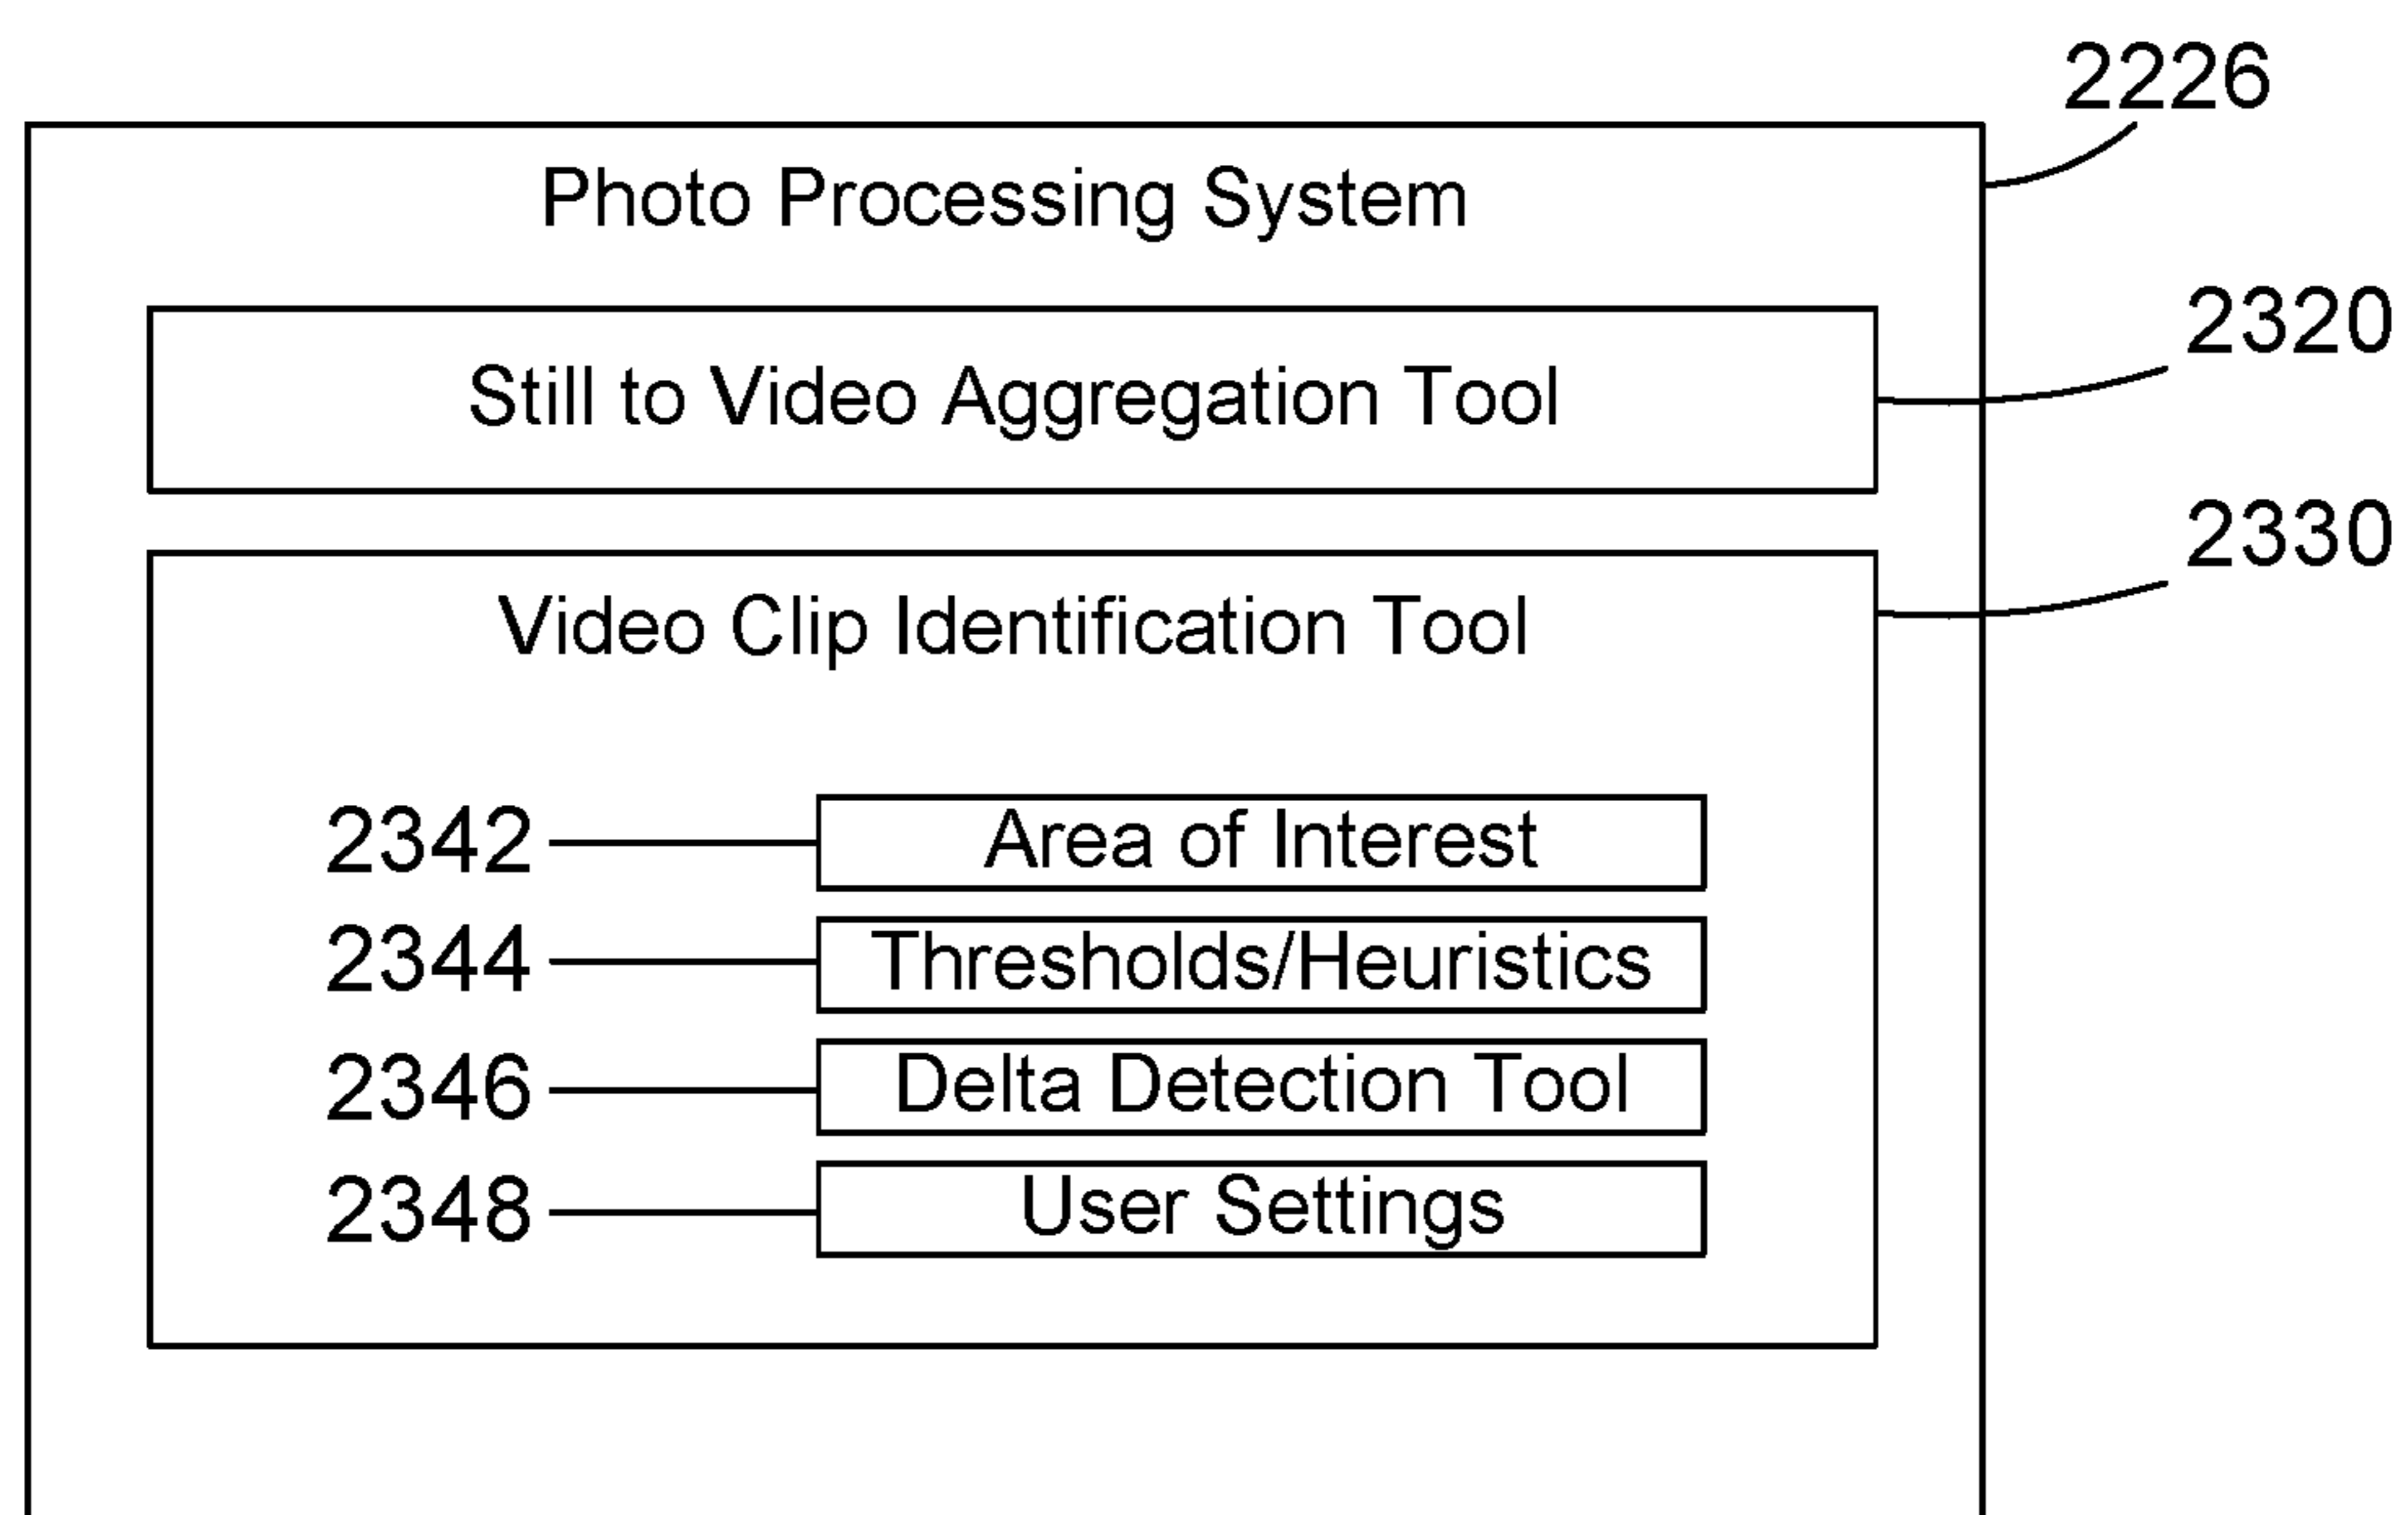 2226
Photo Processing System
2320
Still to Video Aggregation Tool
2330
Video Clip Identification Tool
2342 Area of Interest
2344 Thresholds/Heuristics
2346 Delta Detection Tool
2348 User Settings